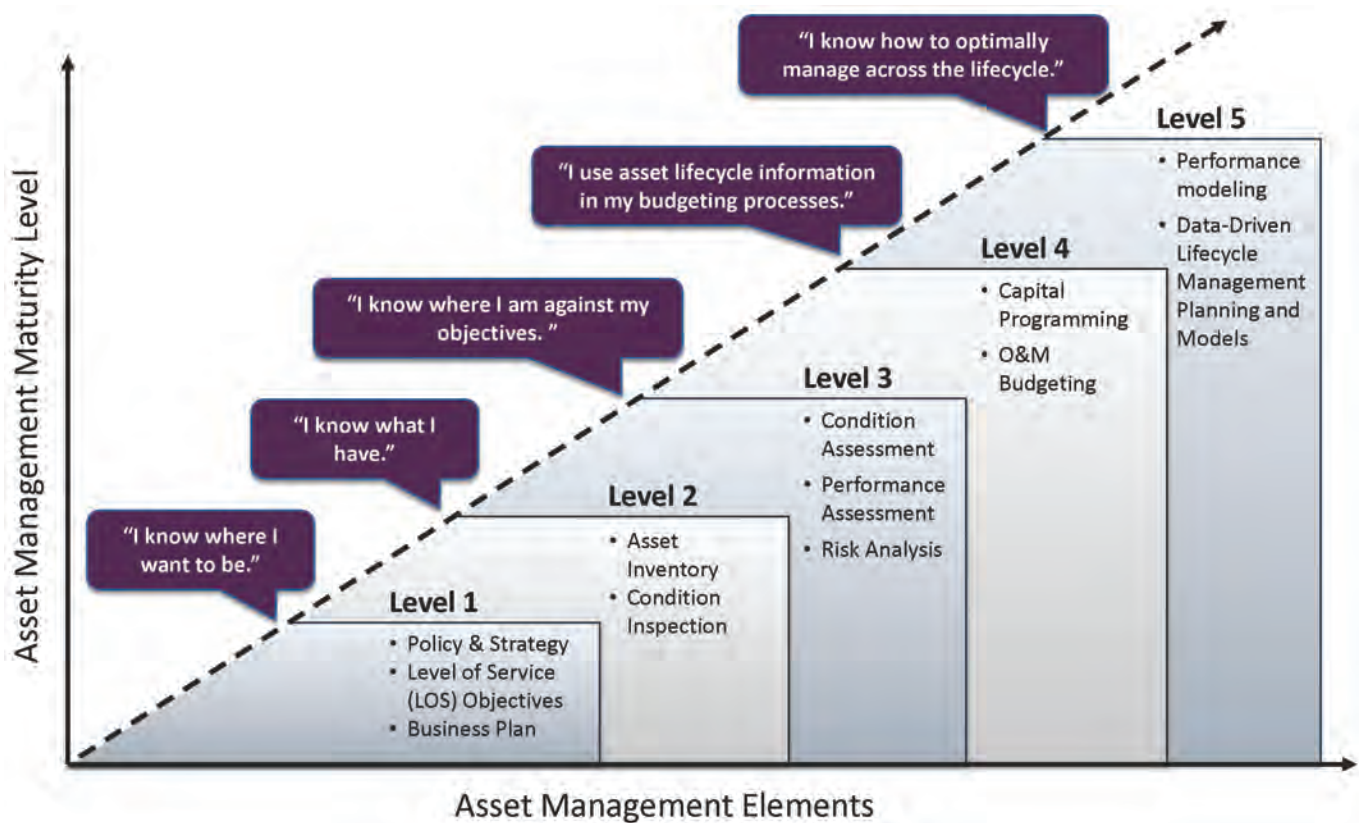 “I know how to optimally
manage across the lifecycle.”
Level 5
• Performance
modeling
• Data-Driven
Lifecycle
Management
Planning and
Models
“I use asset lifecycle information
in my budgeting processes.”
Level 4
• Capital
Programming
• O&M
Budgeting
“I know where I am against my
objectives. ”
Level 3
• Condition
Assessment
• Performance
Assessment
• Risk Analysis
“I know what I
have.”
Level 2
• Asset
Inventory
• Condition
Inspection
“I know where I
want to be.”
Level 1
• Policy & Strategy
• Level of Service
(LOS) Objectives
• Business Plan
Asset Management Maturity Level
Asset Management Elements